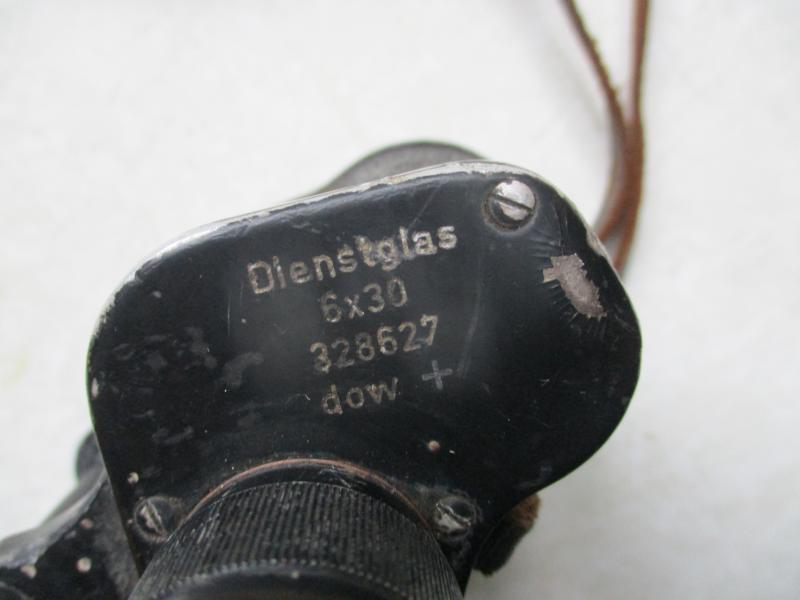 Dienstglas
6x30
328627
dow +